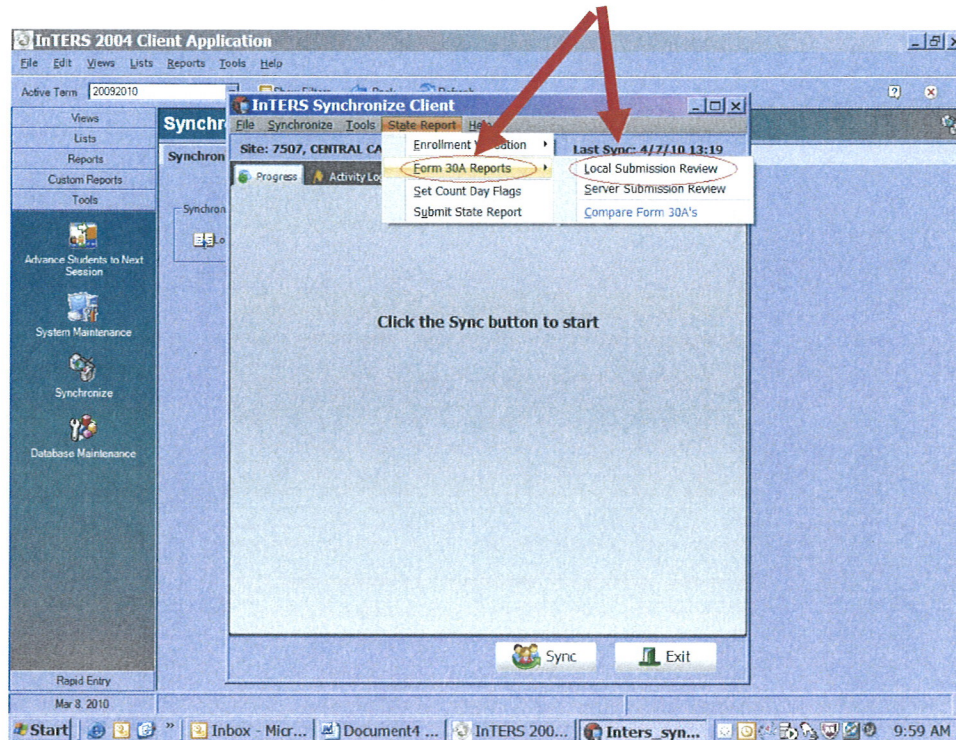 InTERS 2004 Client Application
File Edit Views Lists Reports Tools Help
Active Term 20092010
Views
Lists
Reports
Custom Reports
Tools
Advance Students to Next
Session
System Maintenance
Synchronize
Database Maintenance
Rapid Entry
Mar 8, 2010
InTERS Synchronize Client
File Synchronize Tools State Report
Site: 7507, CENTRAL CA
Last Sync: 4/7/10 13:19
Progress Activity Lo
Enrollment
Form 30A Reports
Set Count Day Flags
Submit State Report
Local Submission Review
Server Submission Review
Compare Form 30A's
Click the Sync button to start
Sync Exit
Start Inbox - Micr... Document4 ... InTERS 200... Inters_syn... 9:59 AM